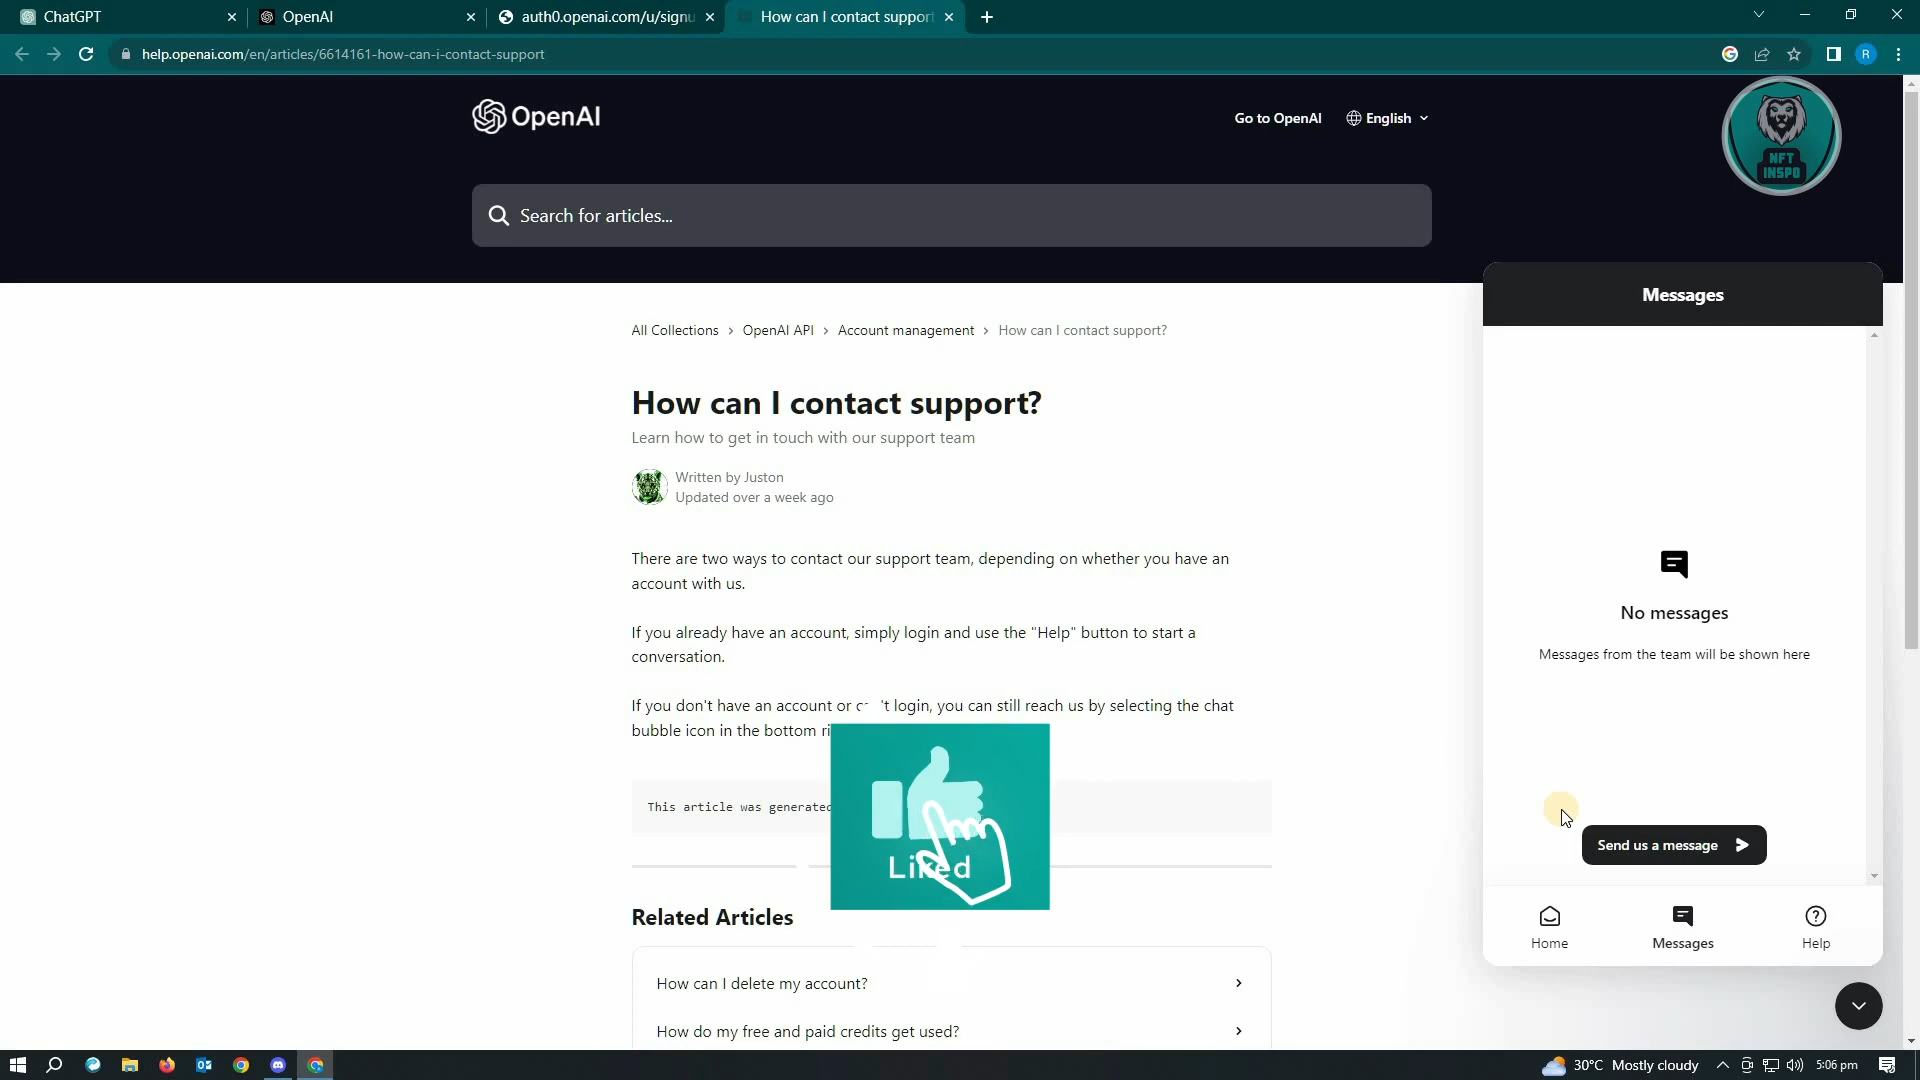 ChatGPT
OpenAI
auth0.openai.com/u/signu
How can I contact support
help.openai.com/en/articles/6614161-how-can-i-contact-support
R
OpenAI
Go to OpenAI
English
NFT
INSPO
Search for articles...
Messages
All Collections > OpenAI API > Account management > How can I contact support?
How can I contact support?
Learn how to get in touch with our support team
Written by Juston
Updated over a week ago
There are two ways to contact our support team, depending on whether you have an
account with us.
If you already have an account, simply login and use the "Help" button to start a
conversation.
If you don't have an account or c 't login, you can still reach us by selecting the chat
bubble icon in the bottom ri
This article was generated
Liked
Related Articles
How can I delete my account?
How do my free and paid credits get used?
No messages
Messages from the team will be shown here
Send us a message
Home
Messages
Help
30°C Mostly cloudy
5:06 pm